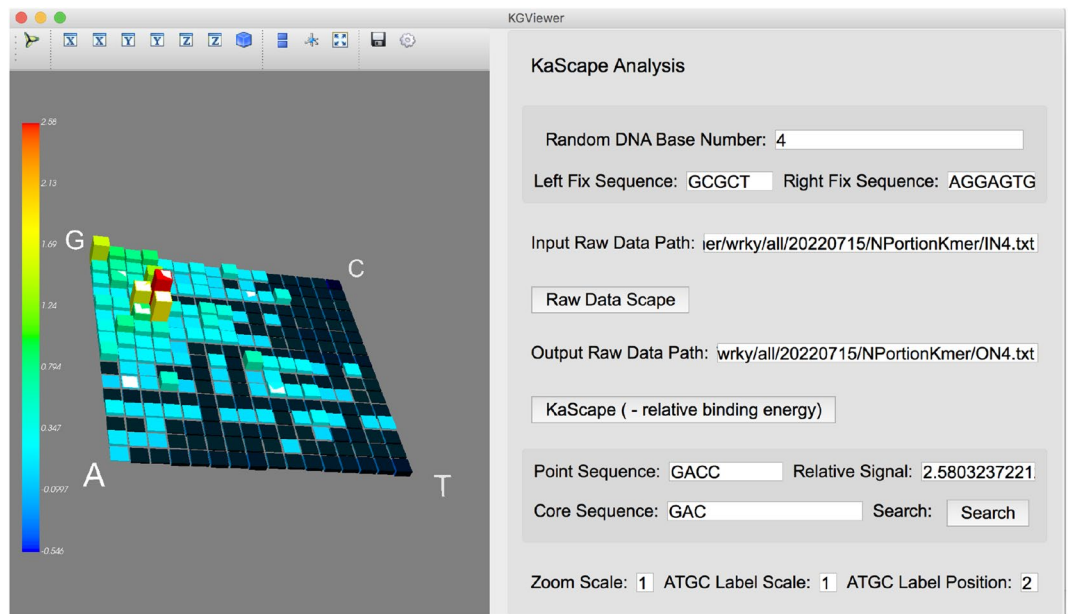 KGViewer
X X Y Y Z Z
2.58
2.13
1.69
1.24
0.794
0.347
-0.0997
-0.546
G
C
A
T
KaScape Analysis
Random DNA Base Number: 4
Left Fix Sequence: GCGCT Right Fix Sequence: AGGAGTG
Input Raw Data Path: ıer/wrky/all/20220715/NPortionKmer/IN4.txt
Raw Data Scape
Output Raw Data Path: wrky/all/20220715/NPortionKmer/ON4.txt
KaScape ( - relative binding energy)
Point Sequence: GACC Relative Signal: 2.5803237221
Core Sequence: GAC Search: Search
Zoom Scale: 1 ATGC Label Scale: 1 ATGC Label Position: 2